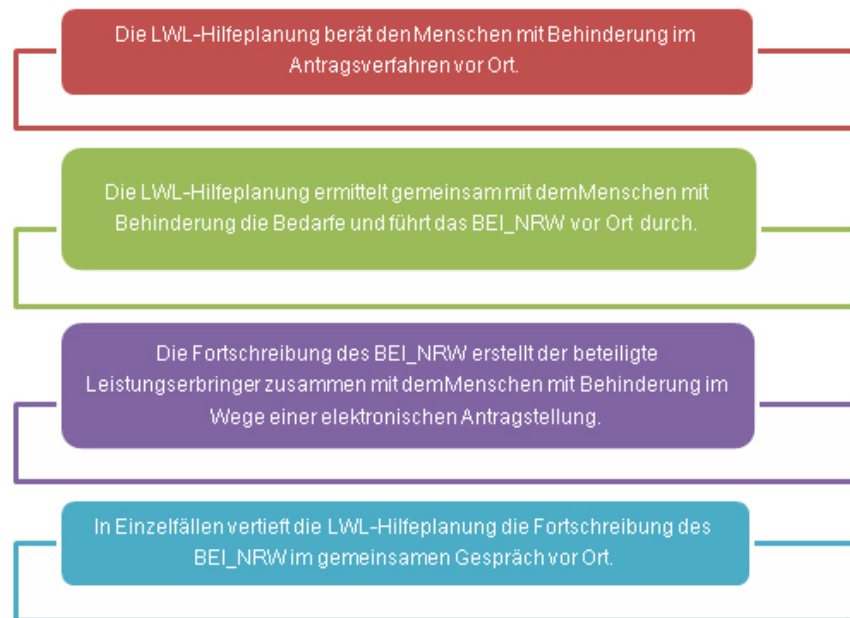 Die LWL-Hilfeplanung berät den Menschen mit Behinderung im
Antragsverfahren vor Ort.
Die LWL-Hilfeplanung ermittelt gemeinsam mit dem Menschen mit
Behinderung die Bedarfe und führt das BEI_NRW vor Ort durch.
Die Fortschreibung des BEI_NRW erstellt der beteiligte
Leistungserbringer zusammen mit dem Menschen mit Behinderung im
Wege einer elektronischen Antragstellung.
In Einzelfällen vertieft die LWL-Hilfeplanung die Fortschreibung des
BEI_NRW im gemeinsamen Gespräch vor Ort.